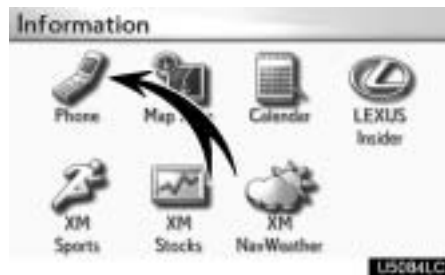 Information
Phone
Map
Calendar
LEXUS
Insider
XM
Sports
XM
Stocks
XM
NavWeather
U5084LC